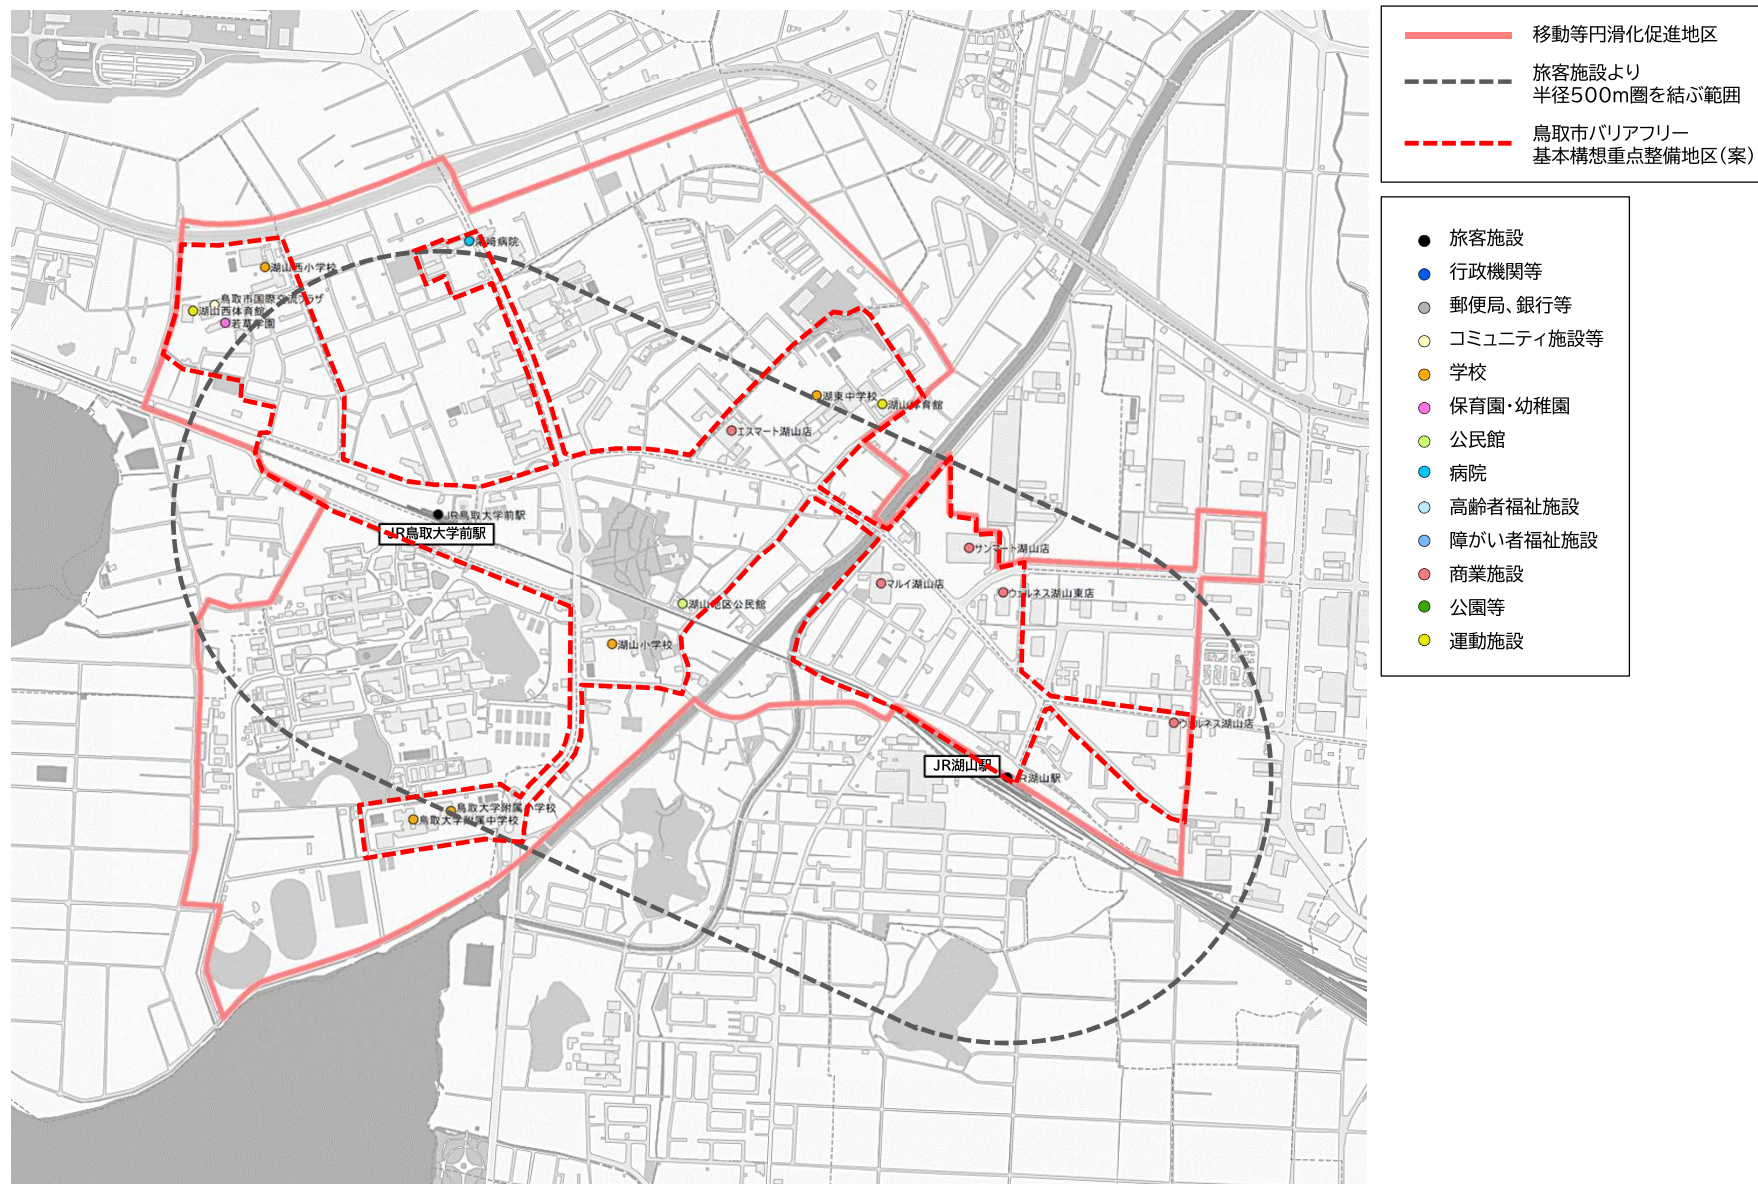 移動等円滑化促進地区
旅客施設より
半径500m圏を結ぶ範囲
鳥取市バリアフリー
基本構想重点整備地区(案)
旅客施設
行政機関等
郵便局、銀行等
コミュニティ施設等
学校
保育園・幼稚園
公民館
病院
高齢者福祉施設
障がい者福祉施設
商業施設
公園等
運動施設
湖山西小学校
鳥取市国際交流プラザ
湖山西体育館
若草学園
湖東中学校
湖山体育館
エスマート湖山店
JR鳥取大学前駅
JR鳥取大学前駅
サンマート湖山店
マルイ湖山店
ウェルネス湖山東店
湖山地区公民館
湖山小学校
ウェルネス湖山店
JR湖山駅
JR湖山駅
鳥取大学附属小学校
鳥取大学附属中学校